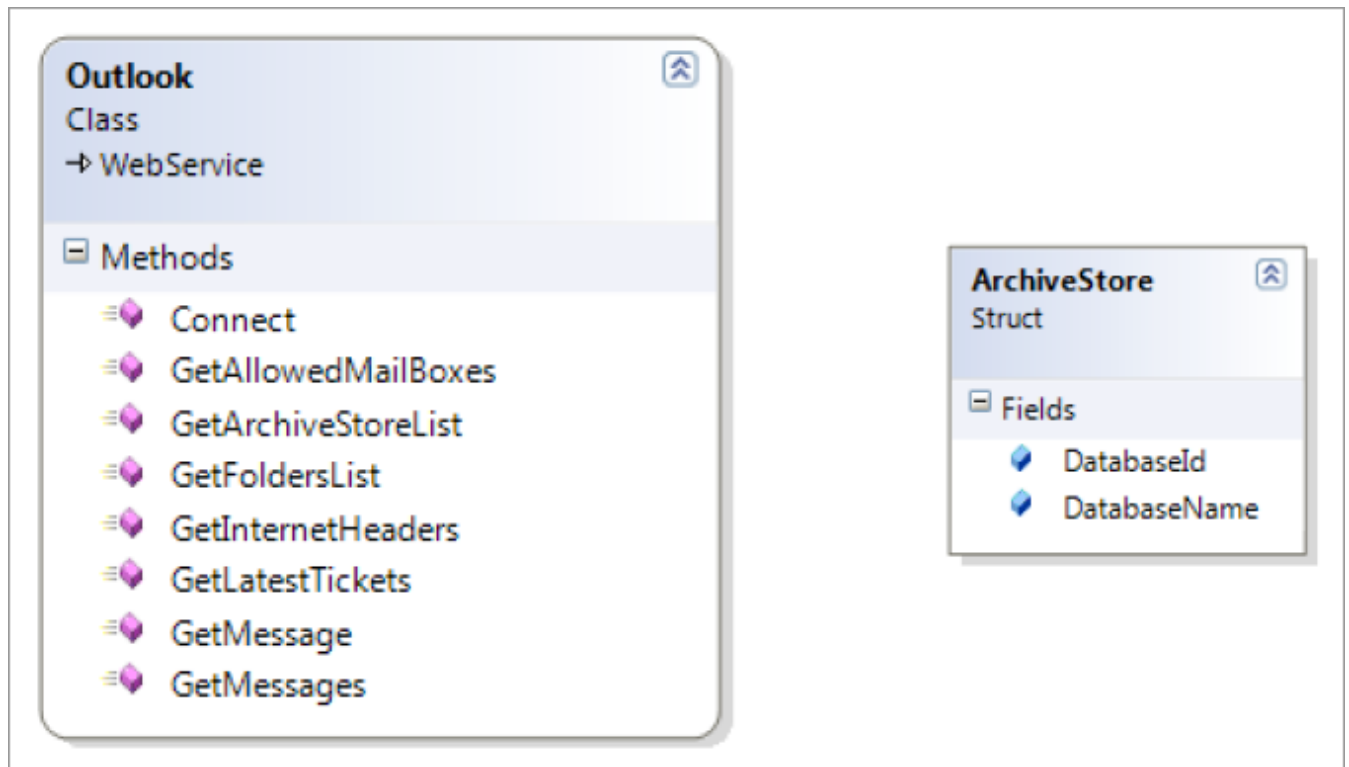 Outlook
Class
WebService
Methods
Connect
GetAllowedMailBoxes
GetArchiveStoreList
GetFoldersList
GetInternetHeaders
GetLatestTickets
GetMessage
GetMessages
ArchiveStore
Struct
Fields
DatabaseId
DatabaseName